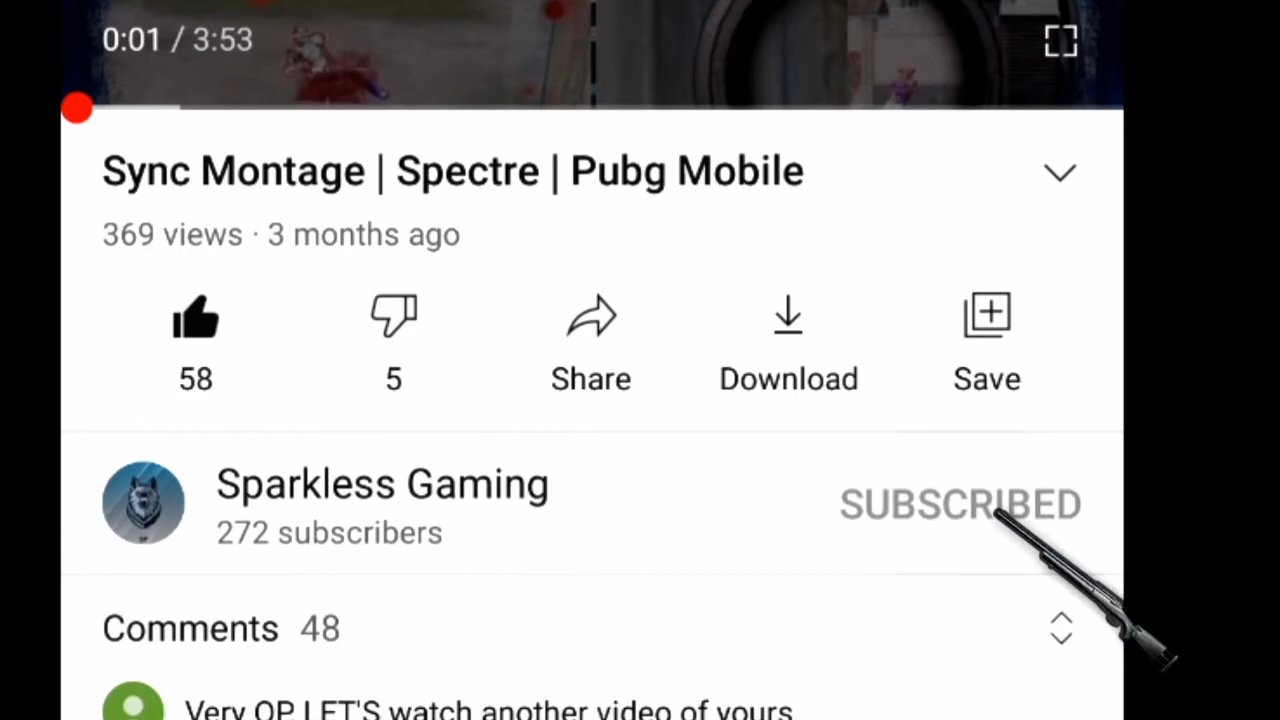 0:01 / 3:53
Sync Montage | Spectre | Pubg Mobile
369 views · 3 months ago
58
5
Share
Download
Save
Sparkless Gaming
SUBSCRIBED
272 subscribers
Comments 48
Very OP LET'S watch another video of yours